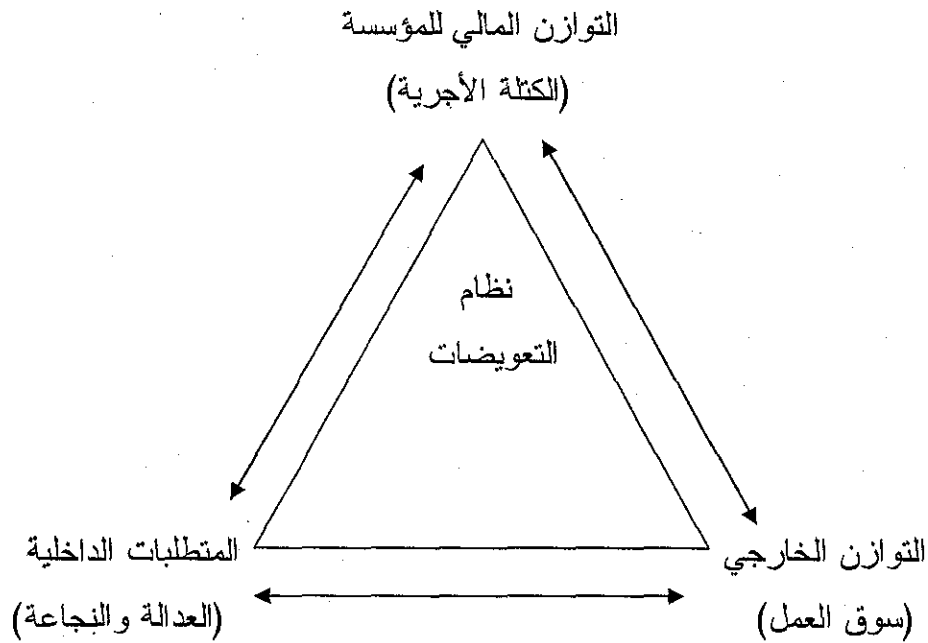 التوازن المالي للمؤسسة
(الكتلة الأجرية)
نظام
التعويضات
التوازن الخارجي
(سوق العمل)
المتطلبات الداخلية
(العدالة والنجاعة)